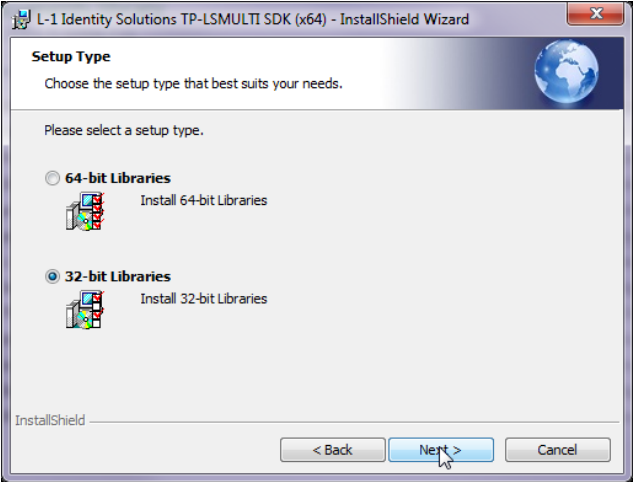 L-1 Identity Solutions TP-LSMULTI SDK (x64) - InstallShield Wizard
Setup Type
Choose the setup type that best suits your needs.
Please select a setup type.
64-bit Libraries
Install 64-bit Libraries
32-bit Libraries
Install 32-bit Libraries
InstallShield
< Back Next > Cancel